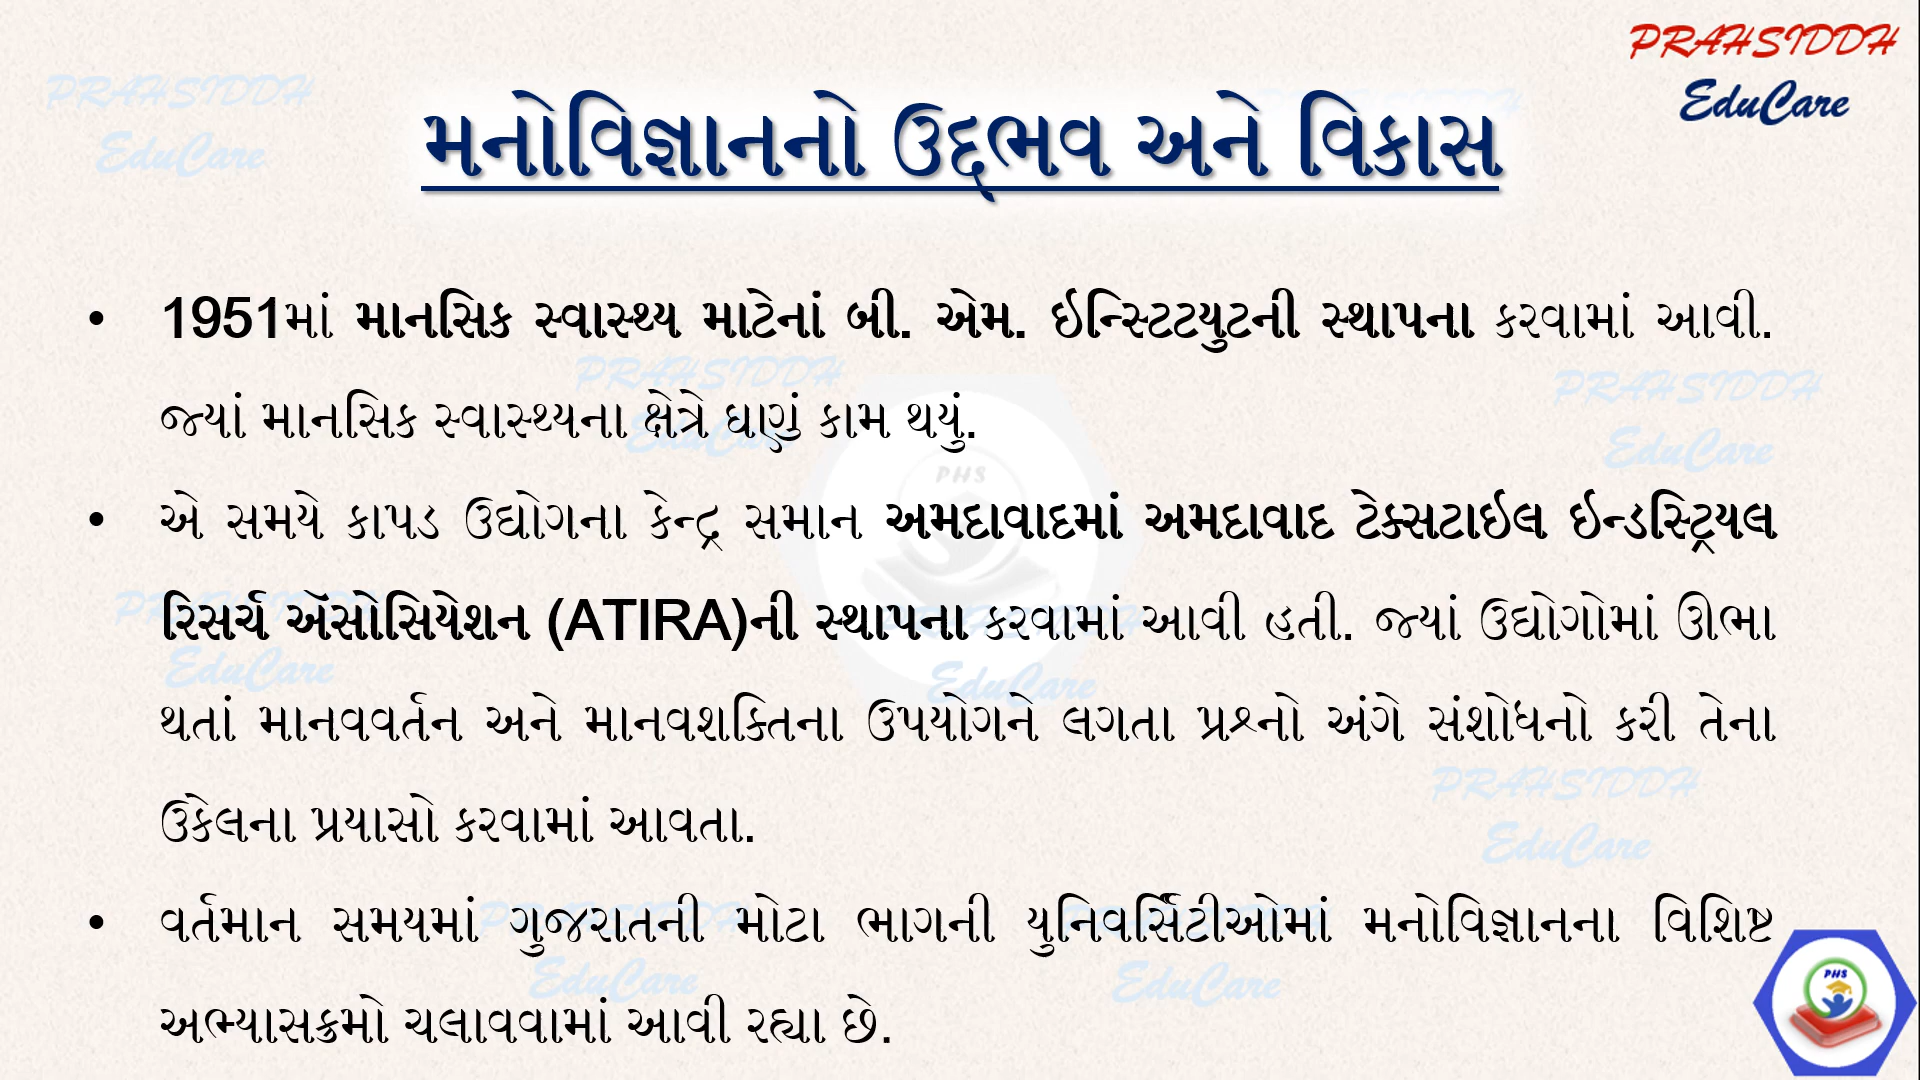 PRAHSIDDH
EduCare
મનોવિજ્ઞાનનો ઉદ્દભવ અને વિકાસ
• 1951માં માનસિક સ્વાસ્થ્ય માટેનાં બી. એમ. ઇન્સ્ટિટયુટની સ્થાપના કરવામાં આવી.
જ્યાં માનસિક સ્વાસ્થ્યના ક્ષેત્રે ઘણું કામ થયું.
• એ સમયે કાપડ ઉદ્યોગના કેન્દ્ર સમાન અમદાવાદમાં અમદાવાદ ટેક્સટાઇલ ઇન્ડસ્ટ્રિયલ
રિસર્ચ ઍસોસિયેશન (ATIRA)ની સ્થાપના કરવામાં આવી હતી. જ્યાં ઉદ્યોગોમાં ઊભા
થતાં માનવવર્તન અને માનવશક્તિના ઉપયોગને લગતા પ્રશ્નો અંગે સંશોધનો કરી તેના
ઉકેલના પ્રયાસો કરવામાં આવતા.
• વર્તમાન સમયમાં ગુજરાતની મોટા ભાગની યુનિવર્સિટીઓમાં મનોવિજ્ઞાનના વિશિષ્ટ
અભ્યાસક્રમો ચલાવવામાં આવી રહ્યા છે.
PHS